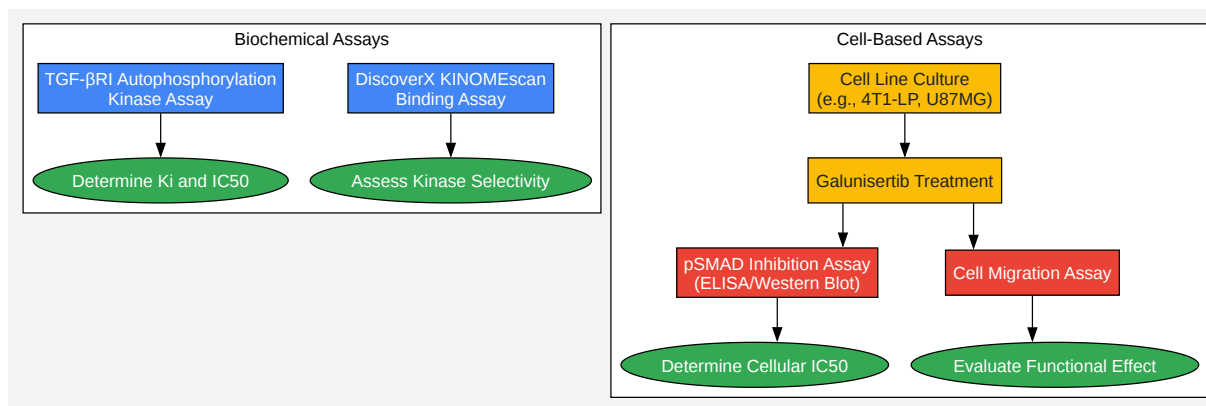 Biochemical Assays
TGF-βRI Autophosphorylation
Kinase Assay
DiscoverX KINOMEscan
Binding Assay
Determine Ki and IC50
Assess Kinase Selectivity
Cell-Based Assays
Cell Line Culture
(e.g., 4T1-LP, U87MG)
Galunisertib Treatment
pSMAD Inhibition Assay
(ELISA/Western Blot)
Cell Migration Assay
Determine Cellular IC50
Evaluate Functional Effect